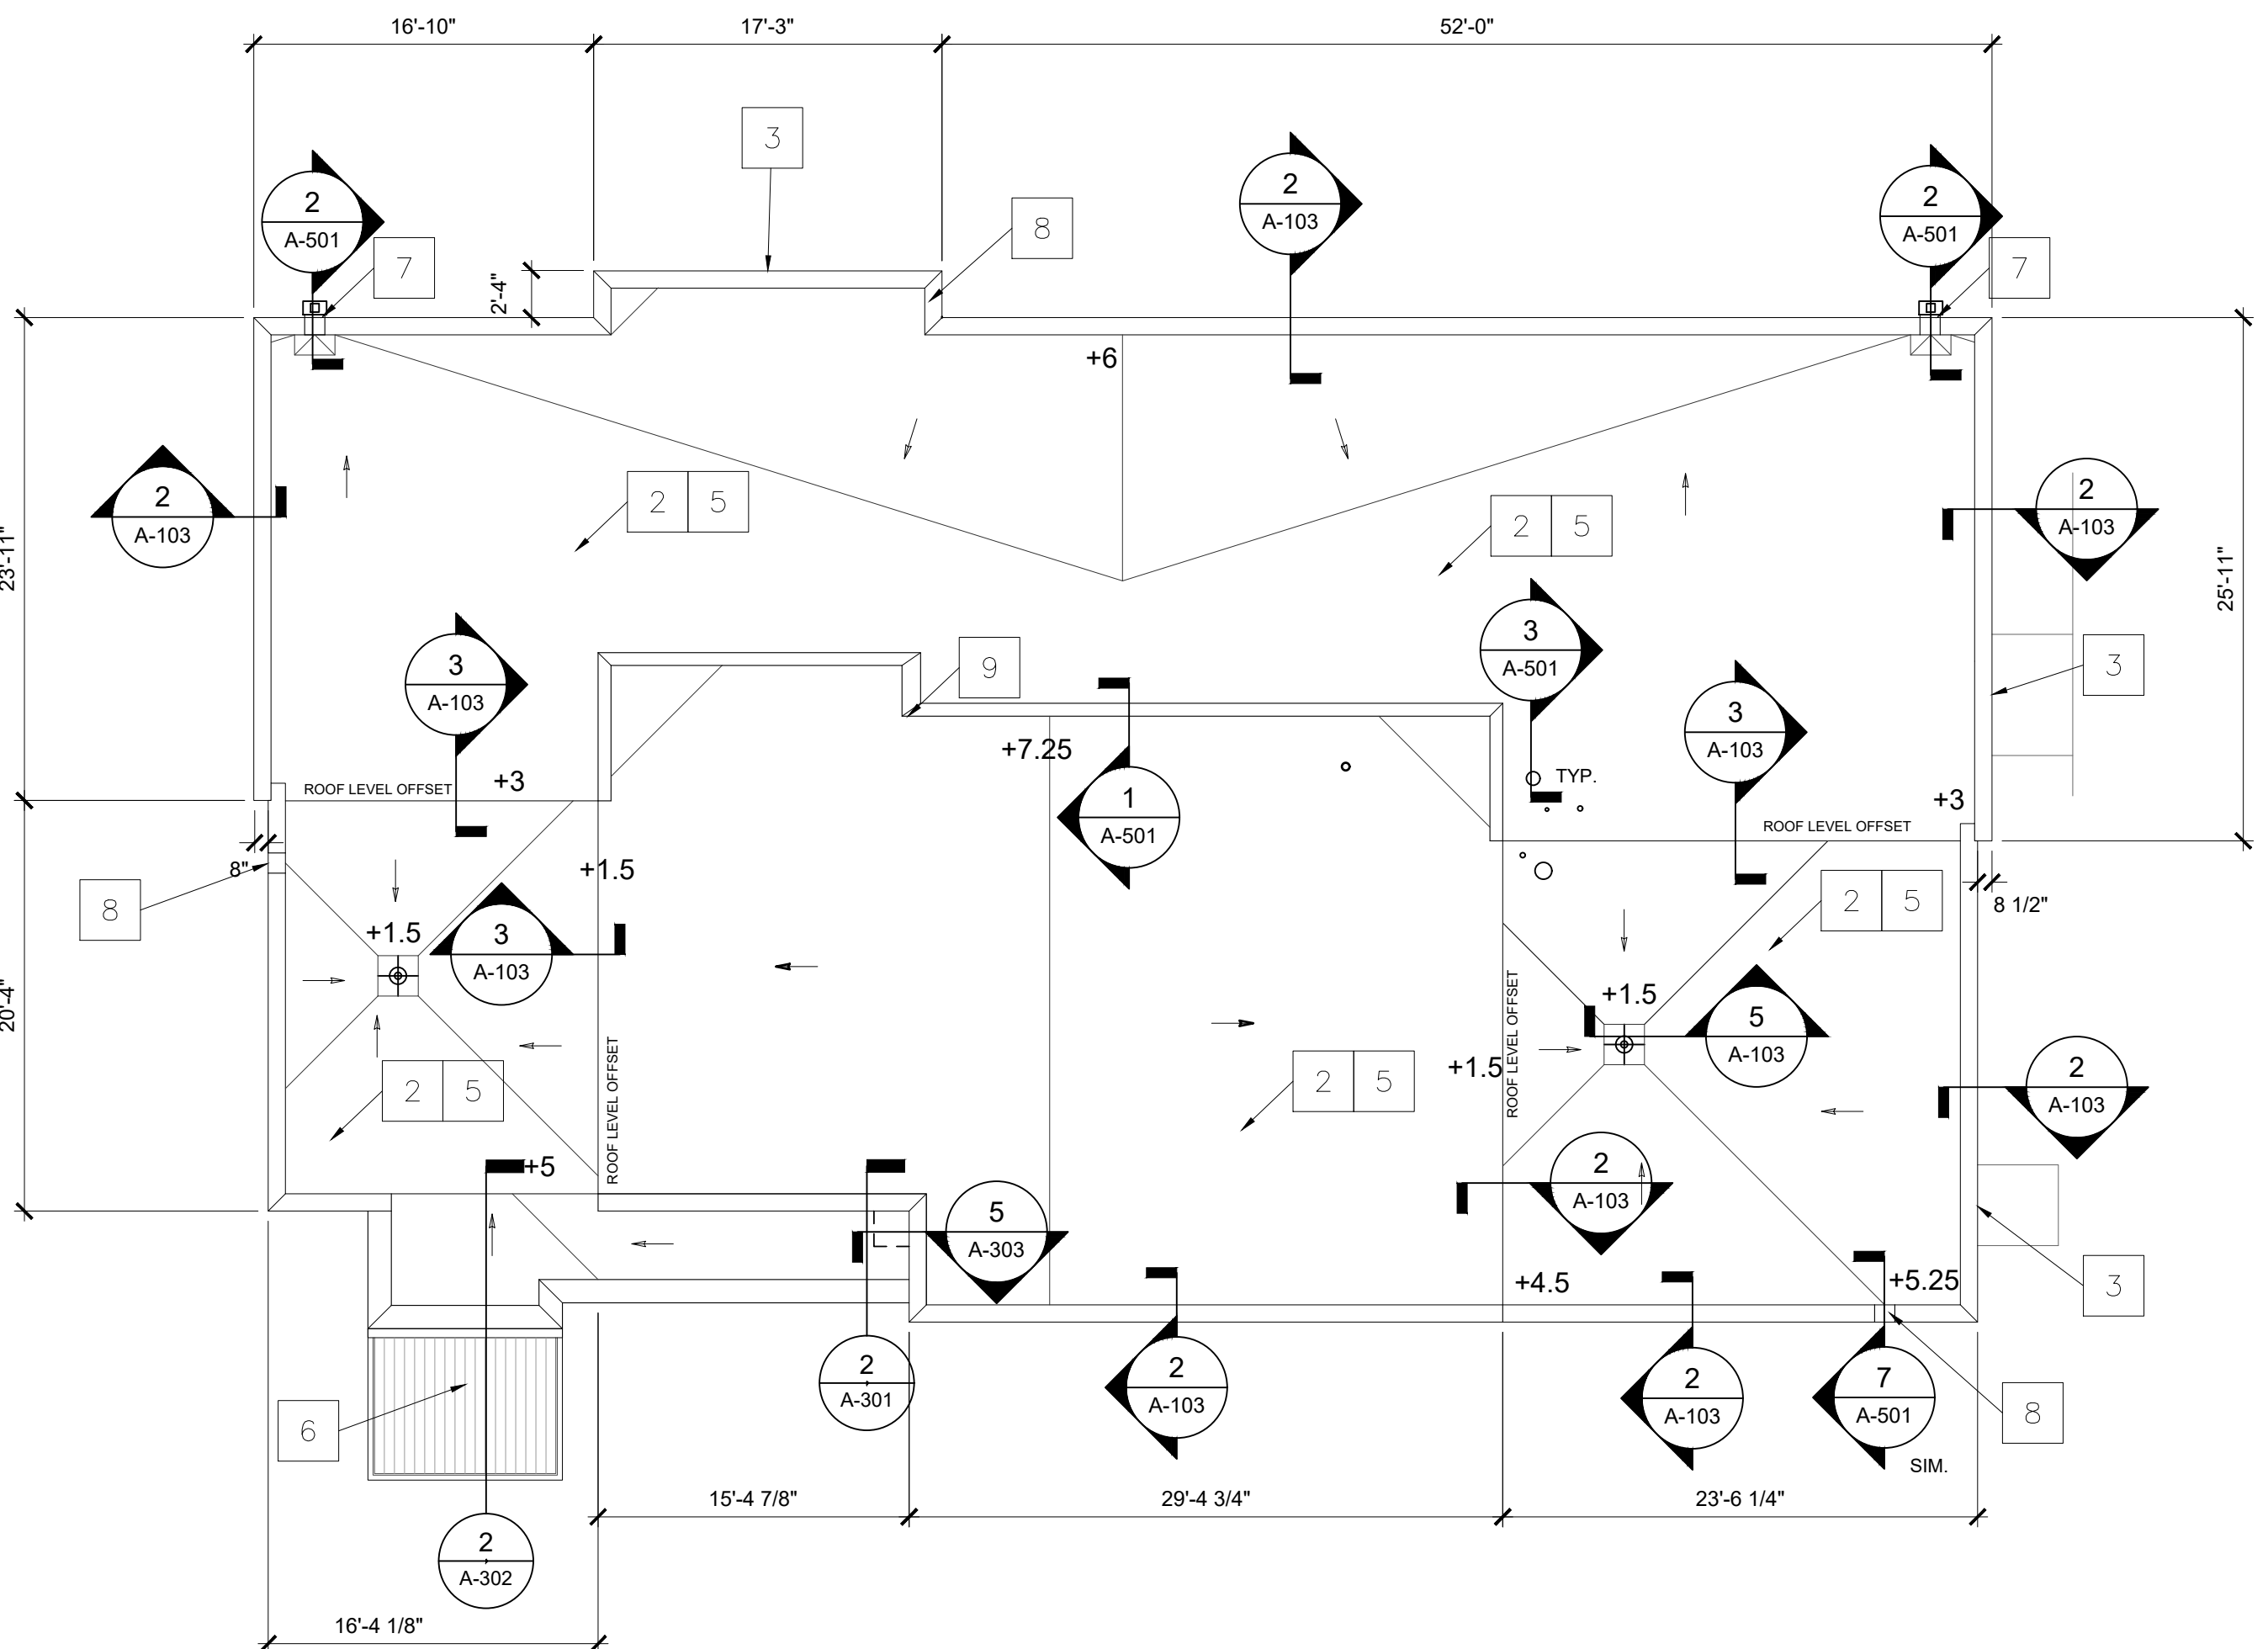 16'-10"
17'-3"
52'-0"
3
2
A-103
2
A-501
2
A-501
8
7
7
2'-4"
2
A-103
2
A-103
+6
2 5
2 5
23'-11"
25'-11"
3
A-501
3
A-103
9
3
3
A-103
+7.25
+3
ROOF LEVEL OFFSET
TYP.
1
A-501
+3
ROOF LEVEL OFFSET
+1.5
8"
8
2 5
8 1/2"
+1.5
3
A-103
20'-4"
+1.5
5
A-103
ROOF LEVEL OFFSET
+1.5
2 5
2 5
ROOF LEVEL OFFSET
2
A-103
+5
2
A-103
5
A-303
+4.5
+5.25
3
2
A-301
2
A-103
2
A-103
7
A-501
8
6
SIM.
15'-4 7/8"
29'-4 3/4"
23'-6 1/4"
2
A-302
16'-4 1/8"